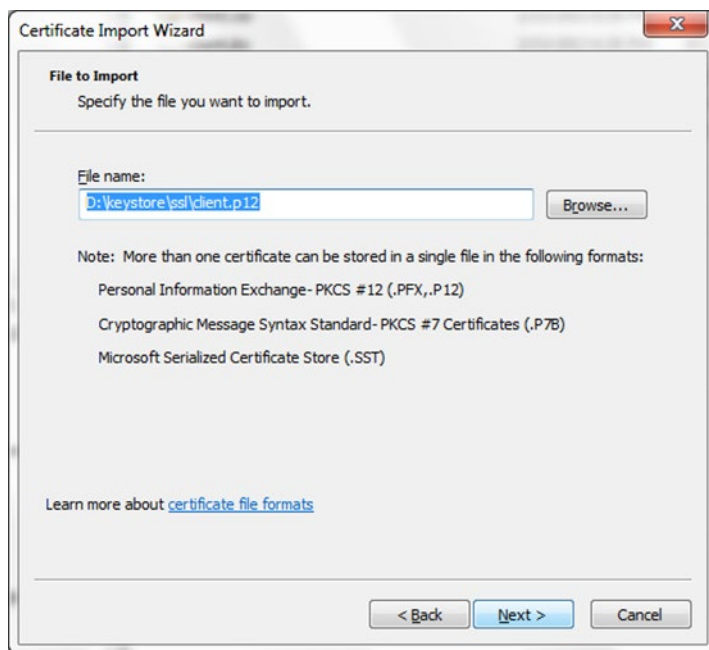 Certificate Import Wizard
File to Import
Specify the file you want to import.
File name:
D:\keystore\ssl\client.p12
Browse...
Note: More than one certificate can be stored in a single file in the following formats:
Personal Information Exchange- PKCS #12 (.PFX,.P12)
Cryptographic Message Syntax Standard- PKCS #7 Certificates (.P7B)
Microsoft Serialized Certificate Store (.SST)
Learn more about certificate file formats
< Back
Next >
Cancel